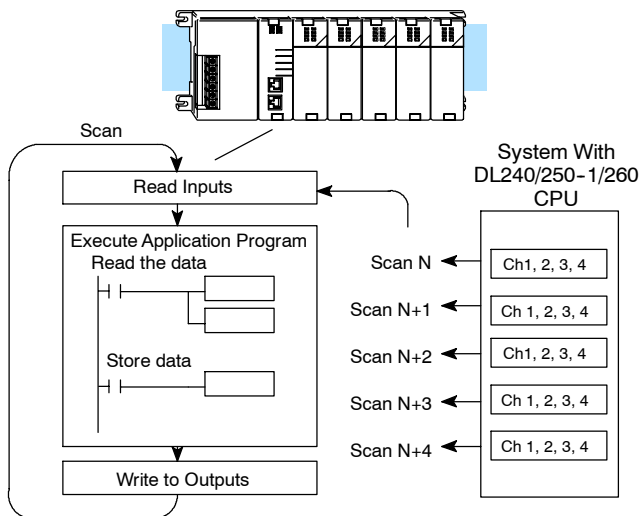 Scan
Read Inputs
Execute Application Program
Read the data
Store data
Write to Outputs
System With
DL240/250-1/260
CPU
Scan N
Ch1, 2, 3, 4
Scan N+1
Ch 1, 2, 3, 4
Scan N+2
Ch1, 2, 3, 4
Scan N+3
Ch 1, 2, 3, 4
Scan N+4
Ch 1, 2, 3, 4